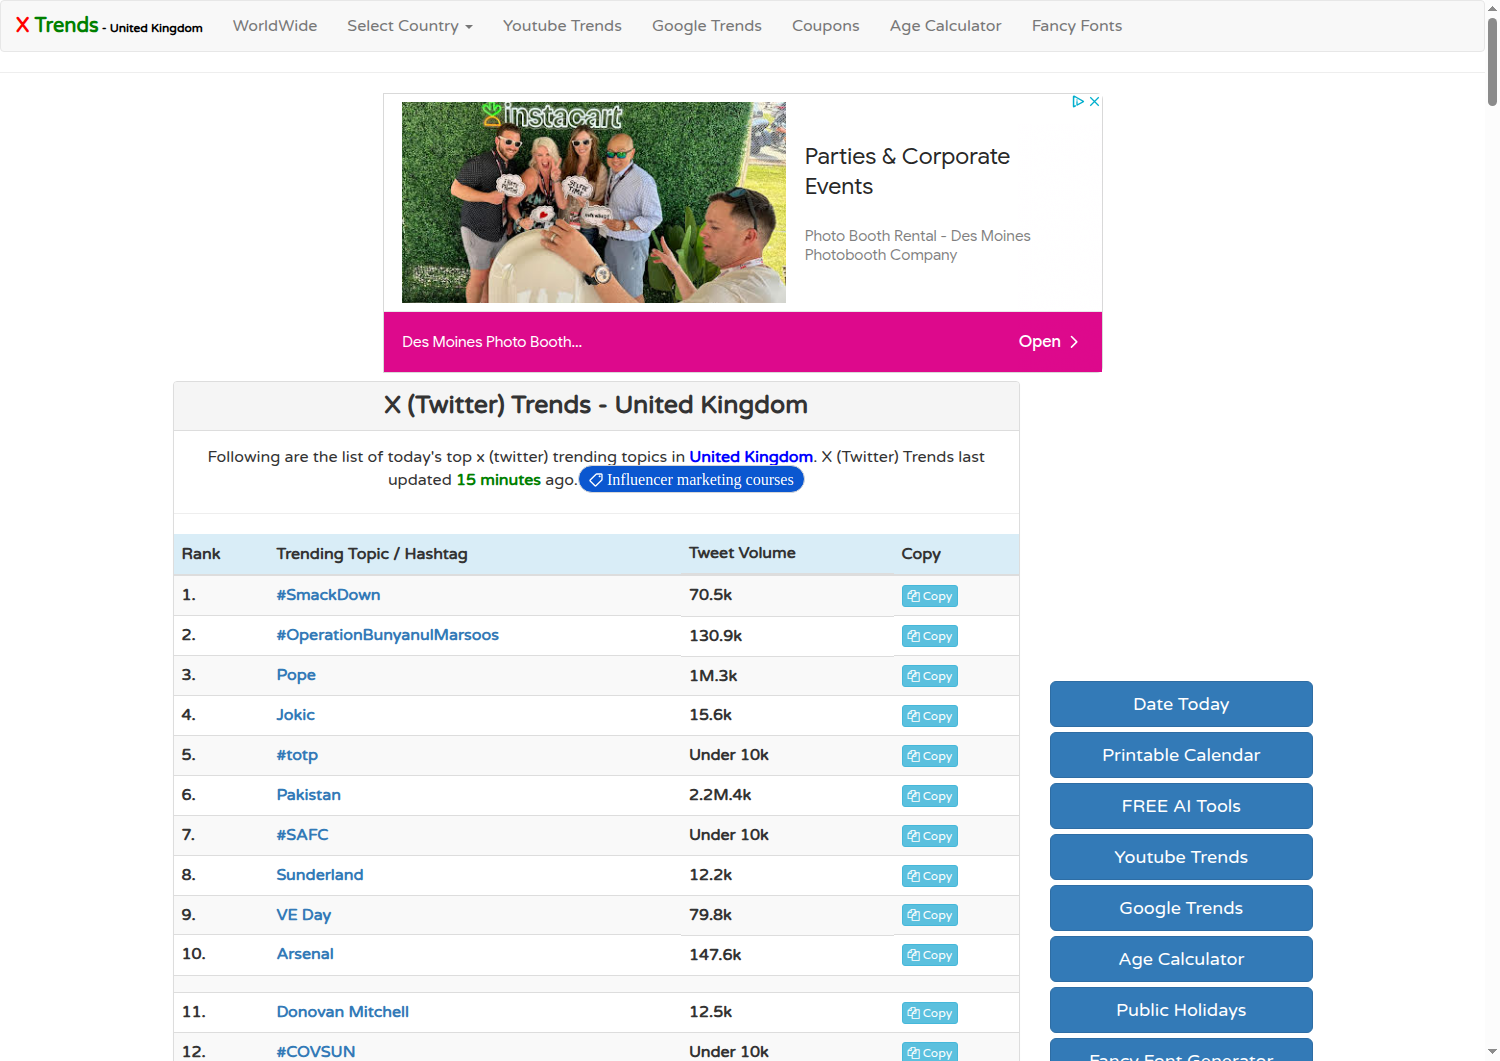 X Trends - United Kingdom WorldWide Select Country Youtube Trends Google Trends Coupons Age Calculator Fancy Fonts
instacart
Parties & Corporate
Events
Photo Booth Rental - Des Moines
Photobooth Company
Des Moines Photo Booth...
Open
X (Twitter) Trends - United Kingdom
Following are the list of today's top x (twitter) trending topics in United Kingdom. X (Twitter) Trends last
updated 15 minutes ago. Influencer marketing courses
Rank Trending Topic / Hashtag Tweet Volume Copy
1. #SmackDown 70.5k Copy
2. #OperationBunyanulMarsoos 130.9k Copy
3. Pope 1M.3k Copy
4. Jokic 15.6k Copy
5. #totp Under 10k Copy
6. Pakistan 2.2M.4k Copy
7. #SAFC Under 10k Copy
8. Sunderland 12.2k Copy
9. VE Day 79.8k Copy
10. Arsenal 147.6k Copy
11. Donovan Mitchell 12.5k Copy
12. #COVSUN Under 10k Copy
Date Today
Printable Calendar
FREE AI Tools
Youtube Trends
Google Trends
Age Calculator
Public Holidays
Fancy Font Generator